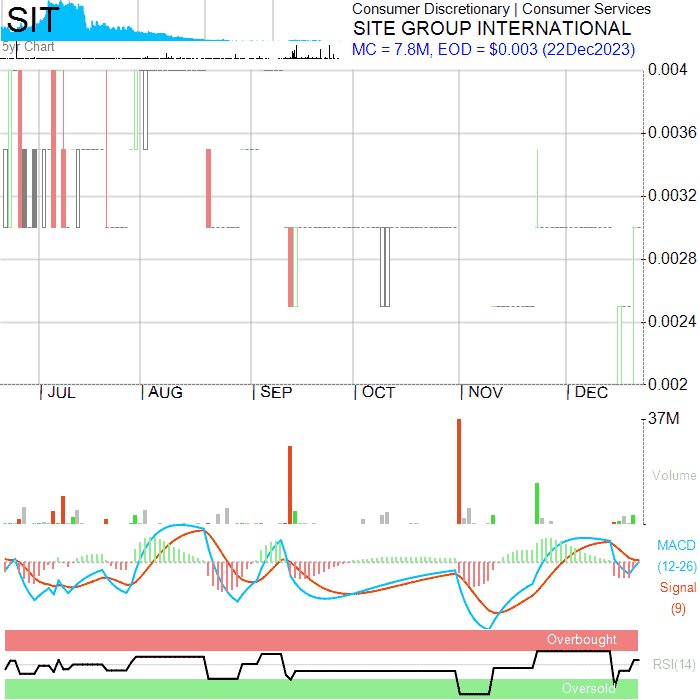 SIT
Consumer Discretionary | Consumer Services
SITE GROUP INTERNATIONAL
MC = 7.8M, EOD = $0.003 (22Dec2023)
5yr Chart
0.004
0.0036
0.0032
0.0028
0.0024
0.002
JUL
AUG
SEP
OCT
NOV
DEC
37M
Volume
MACD
(12-26)
Signal
(9)
Overbought
RSI(14)
Oversold